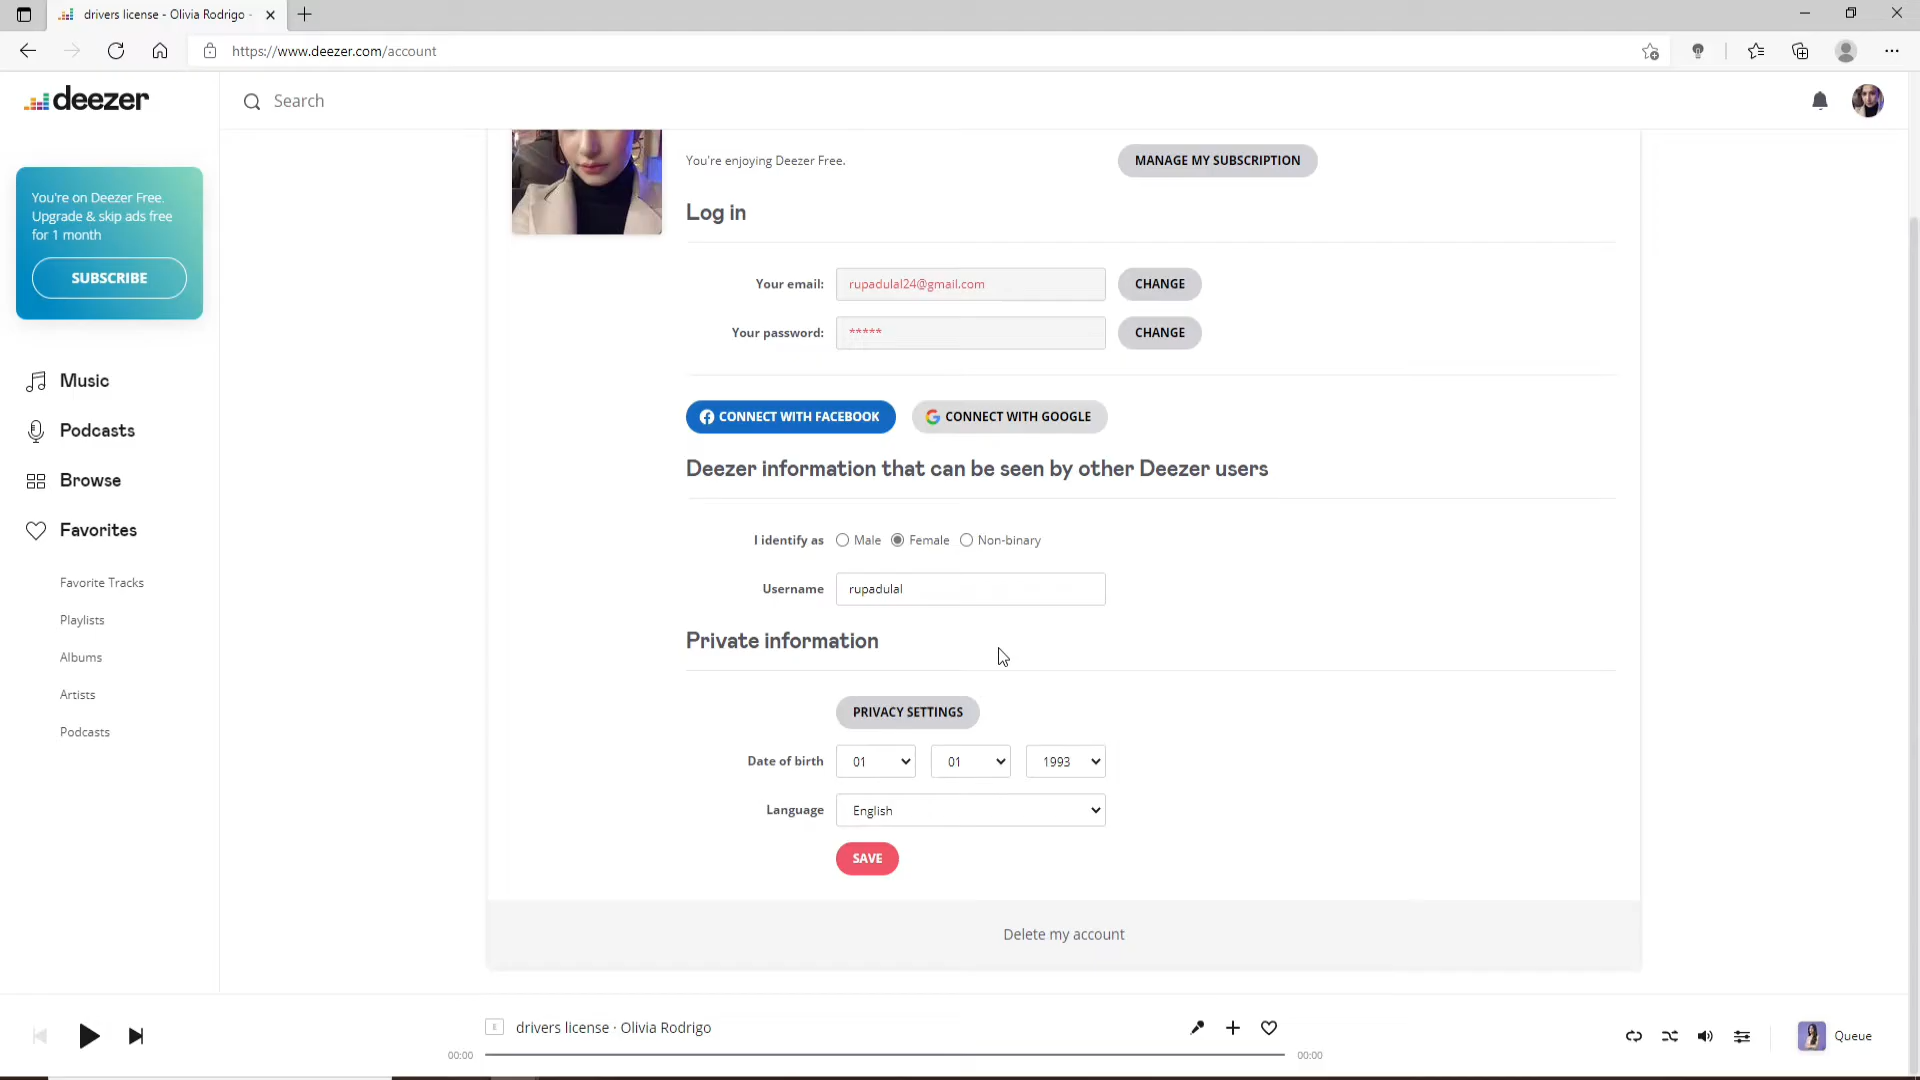 drivers license - Olivia Rodrigo -
https://www.deezer.com/account
deezer
Search
You're on Deezer Free.
Upgrade & skip ads free
for 1 month
SUBSCRIBE
Music
Podcasts
Browse
Favorites
Favorite Tracks
Playlists
Albums
Artists
Podcasts
You're enjoying Deezer Free.
MANAGE MY SUBSCRIPTION
Log in
Your email: rupadulal24@gmail.com CHANGE
Your password: ***** CHANGE
CONNECT WITH FACEBOOK CONNECT WITH GOOGLE
Deezer information that can be seen by other Deezer users
I identify as Male Female Non-binary
Username rupadulal
Private information
PRIVACY SETTINGS
Date of birth 01 01 1993
Language English
SAVE
Delete my account
E drivers license · Olivia Rodrigo
00:00 00:00
Queue